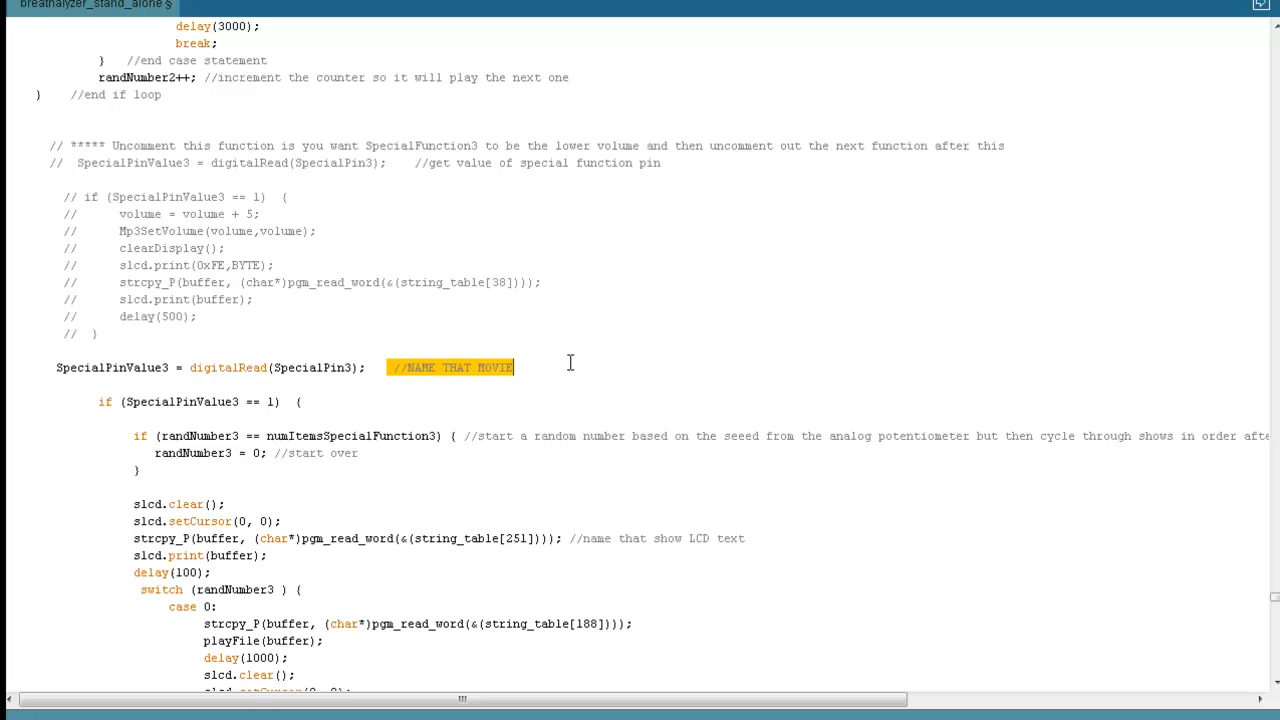 breathalyzer_stand_alone §
delay(3000);
break;
} //end case statement
randNumber2++; //increment the counter so it will play the next one
} //end if loop
// ***** Uncomment this function is you want SpecialFunction3 to be the lower volume and then uncomment out the next function after this
// SpecialPinValue3 = digitalRead(SpecialPin3); //get value of special function pin
// if (SpecialPinValue3 == 1) {
// volume = volume + 5;
// Mp3SetVolume(volume,volume);
// clearDisplay();
// slcd.print(0xFE,BYTE);
// strcpy_P(buffer, (char*)pgm_read_word(&(string_table[38])));
// slcd.print(buffer);
// delay(500);
// }
SpecialPinValue3 = digitalRead(SpecialPin3); //NAME THAT MOVIE
if (SpecialPinValue3 == 1) {
if (randNumber3 == numItemsSpecialFunction3) { //start a random number based on the seeed from the analog potentiometer but then cycle through shows in order afte
randNumber3 = 0; //start over
}
slcd.clear();
slcd.setCursor(0, 0);
strcpy_P(buffer, (char*)pgm_read_word(&(string_table[25]))); //name that show LCD text
slcd.print(buffer);
delay(100);
switch (randNumber3 ) {
case 0:
strcpy_P(buffer, (char*)pgm_read_word(&(string_table[188])));
playFile(buffer);
delay(1000);
slcd.clear();